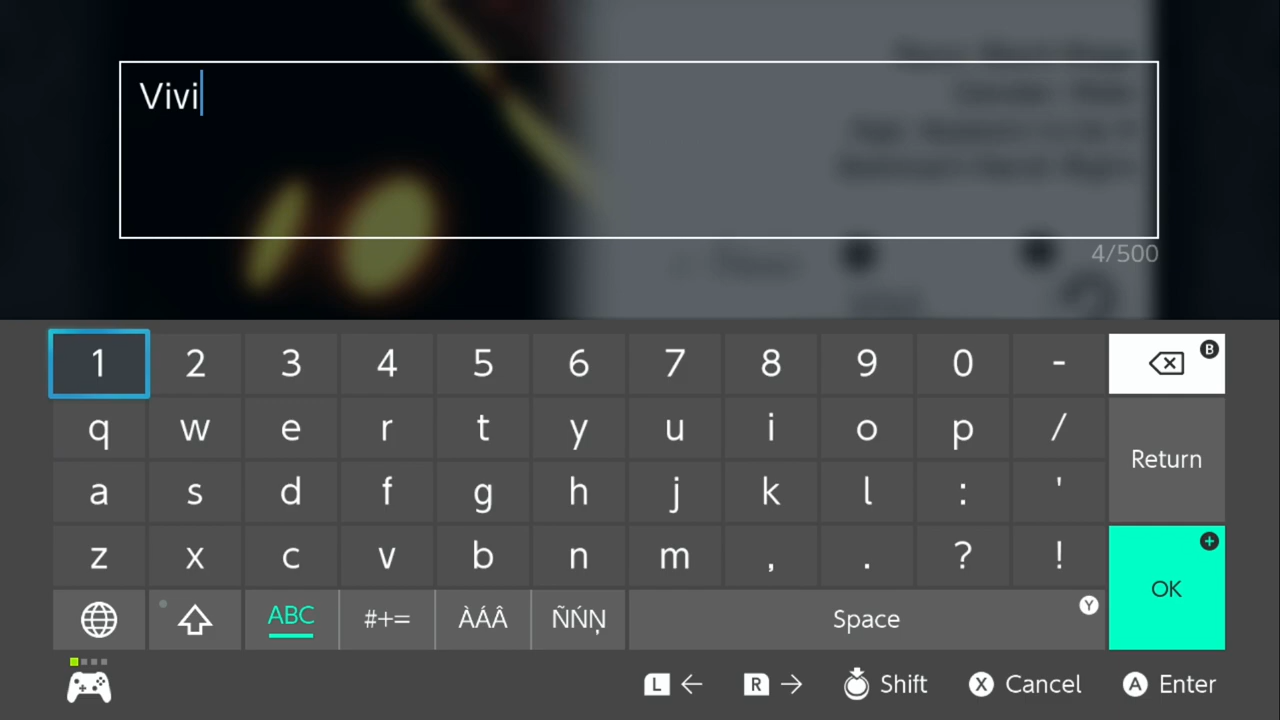 Vivi
4/500
1 2 3 4 5 6 7 8 9 0 - B
q w e r t y u i o p / Return
a s d f g h j k l : '
z x c v b n m , . ? ! + OK
ABC #+= ÀÁÂ ÑŃŅ Space Y
L ← R → Shift X Cancel A Enter